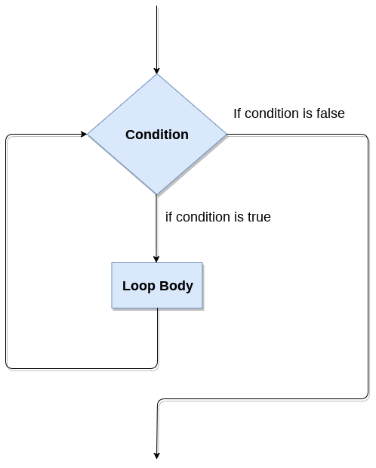 If condition is false
Condition
if condition is true
Loop Body